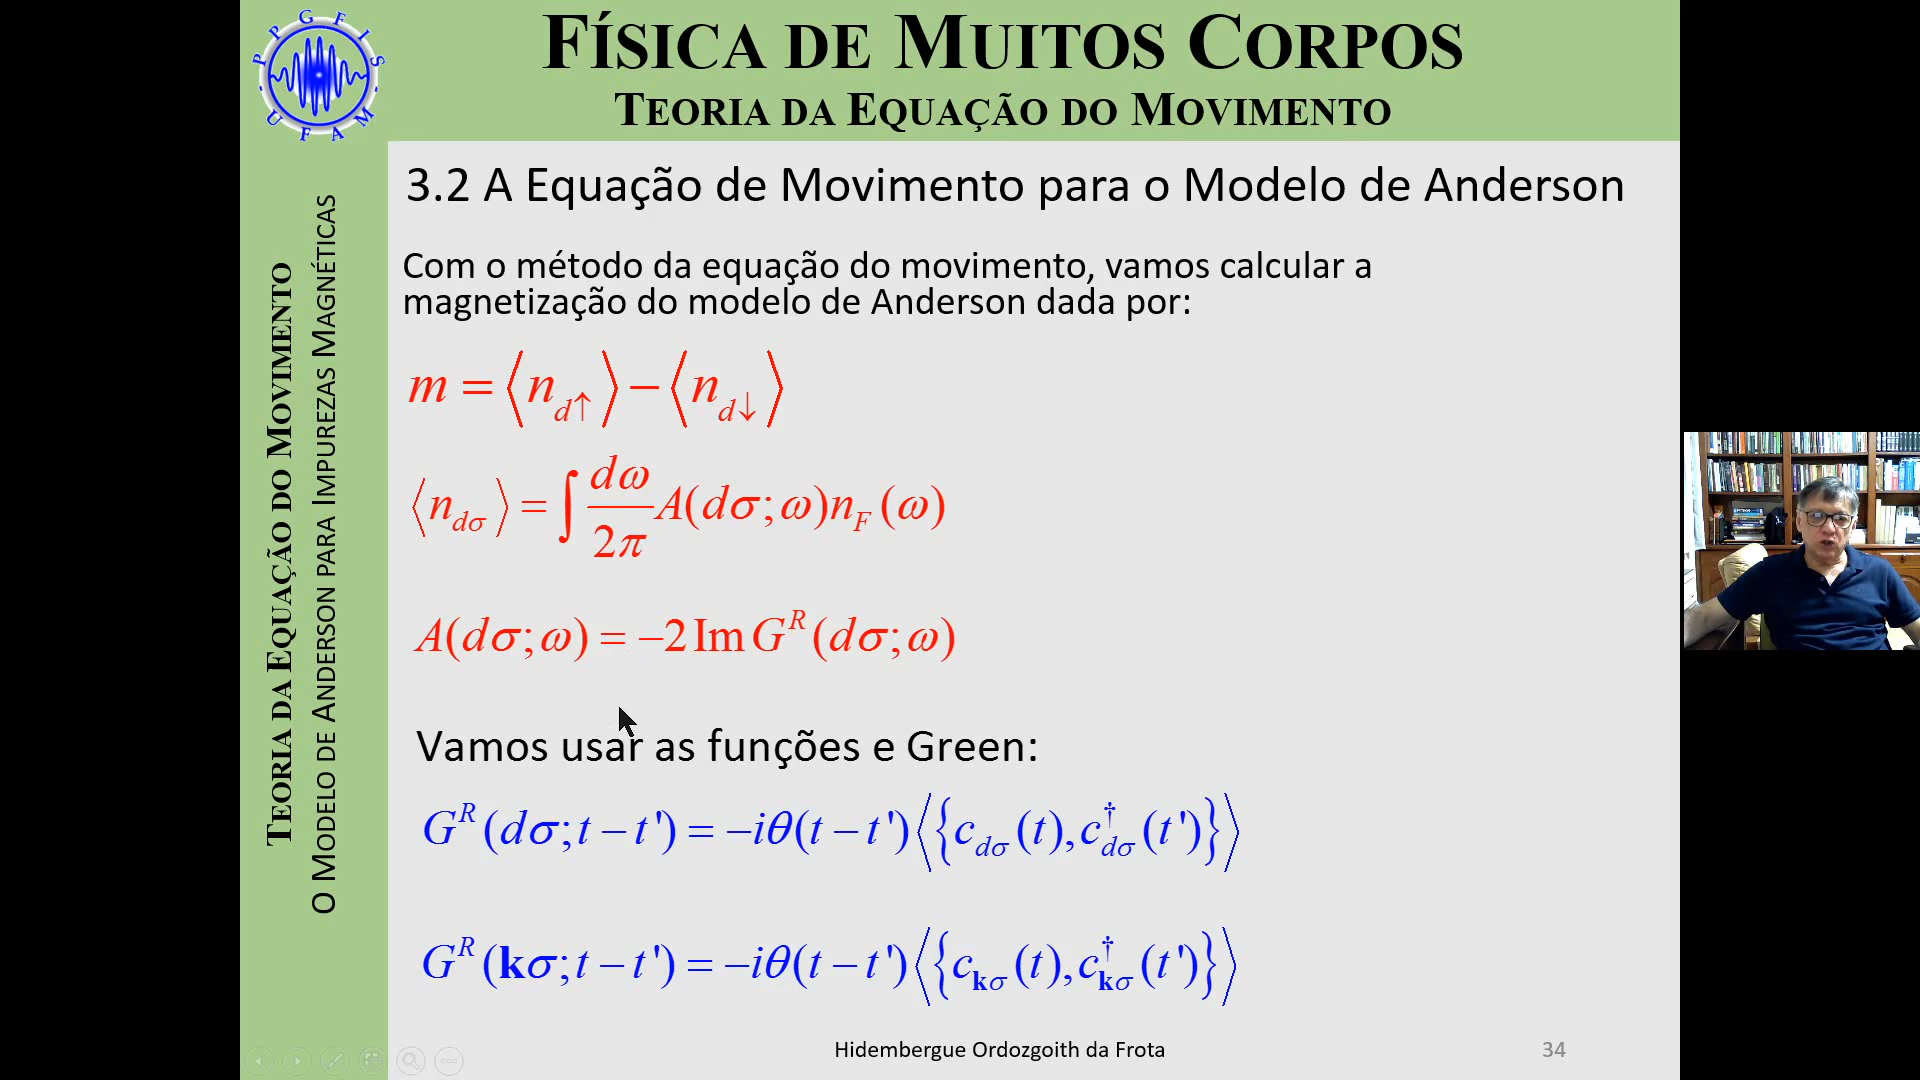 PPGFIS
UFAM
FÍSICA DE MUITOS CORPOS
TEORIA DA EQUAÇÃO DO MOVIMENTO
TEORIA DA EQUAÇÃO DO MOVIMENTO
O MODELO DE ANDERSON PARA IMPUREZAS MAGNÉTICAS
3.2 A Equação de Movimento para o Modelo de Anderson
Com o método da equação do movimento, vamos calcular a
magnetização do modelo de Anderson dada por:
m = ⟨n_{d↑}⟩ − ⟨n_{d↓}⟩
⟨n_{dσ}⟩ = ∫ dω/2π A(dσ;ω)n_F(ω)
A(dσ;ω) = −2 Im G^R(dσ;ω)
Vamos usar as funções e Green:
G^R(dσ;t − t') = −iθ(t − t')⟨{c_{dσ}(t),c†_{dσ}(t')}⟩
G^R(kσ;t − t') = −iθ(t − t')⟨{c_{kσ}(t),c†_{kσ}(t')}⟩
Hidembergue Ordozgoith da Frota
34